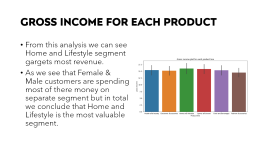 GROSS INCOME FOR EACH PRODUCT
• From this analysis we can see
Home and Lifestyle segment
gargets most revenue.
• As we see that Female &
Male customers are spending
most of there money on
separate segment but in total
we conclude that Home and
Lifestyle is the most valuable
segment.